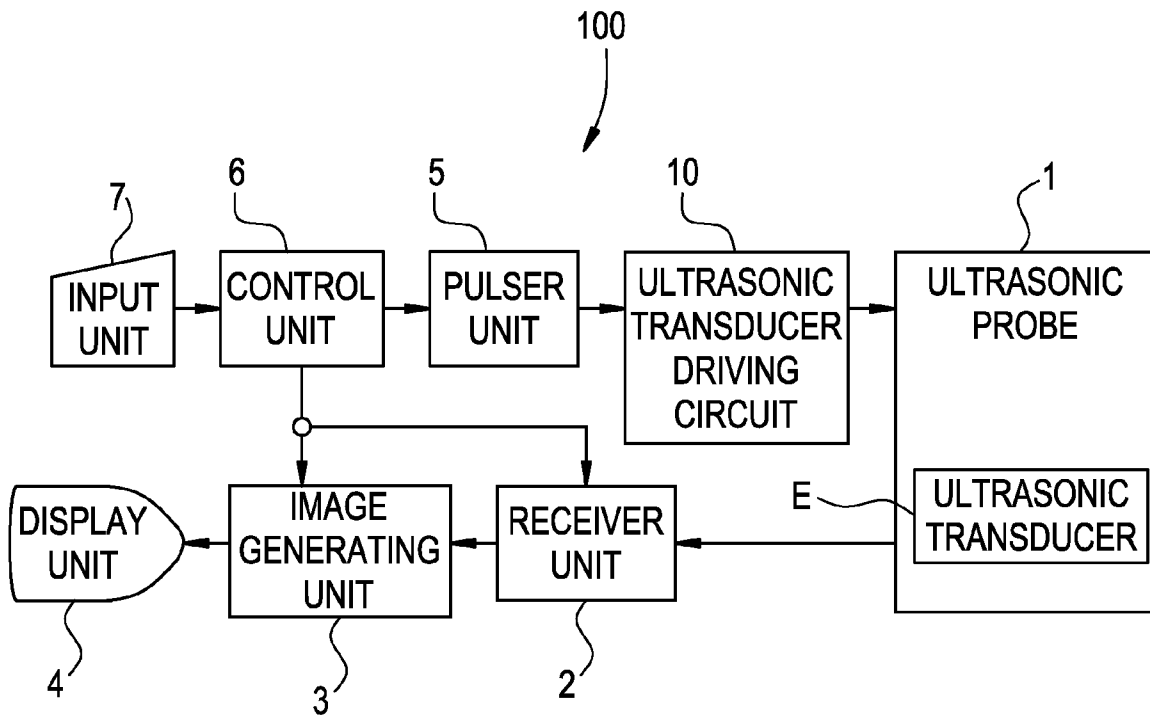 100
7
6
5
10
1
INPUT
UNIT
CONTROL
UNIT
PULSER
UNIT
ULTRASONIC
TRANSDUCER
DRIVING
CIRCUIT
ULTRASONIC
PROBE
DISPLAY
UNIT
IMAGE
GENERATING
UNIT
RECEIVER
UNIT
E
ULTRASONIC
TRANSDUCER
4
3
2